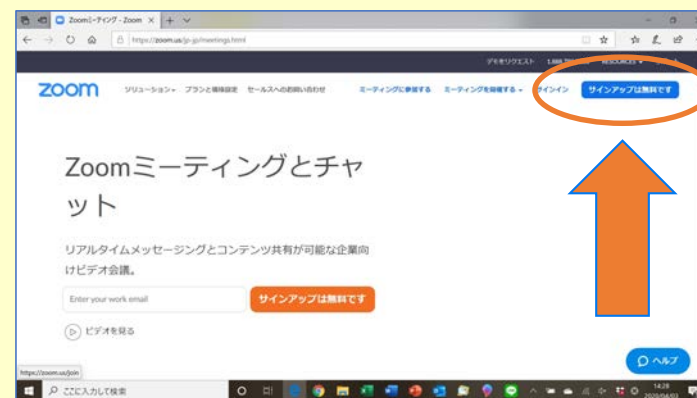 Zoomミーティング - Zoom
https://zoom.us/jp-jp/meetings.html
デモをリクエスト 1.888. RESOURCES
zoom ソリューション プランと価格設定 セールスへのお問い合わせ ミーティングに参加する ミーティングを開催する サインイン サインアップは無料です
Zoomミーティングとチャ
ット
リアルタイムメッセージングとコンテンツ共有が可能な企業向
けビデオ会議。
Enter your work email サインアップは無料です
ビデオを見る
ヘルプ
https://zoom.us/join
ここに入力して検索
14:28
2020/04/03